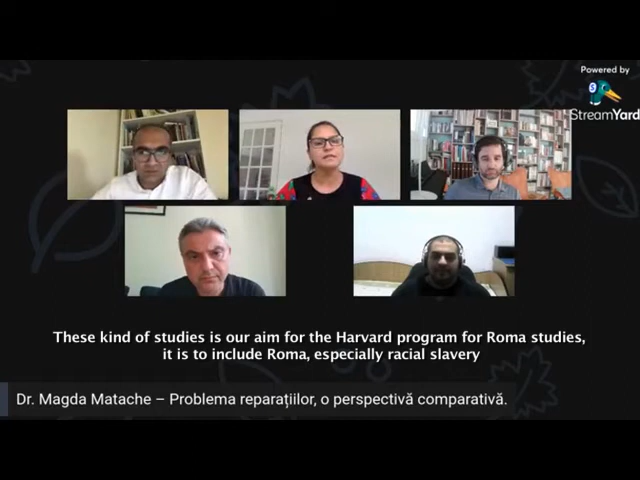 Powered by
StreamYard
These kind of studies is our aim for the Harvard program for Roma studies,
it is to include Roma, especially racial slavery
Dr. Magda Matache – Problema reparațiilor, o perspectivă comparativă.